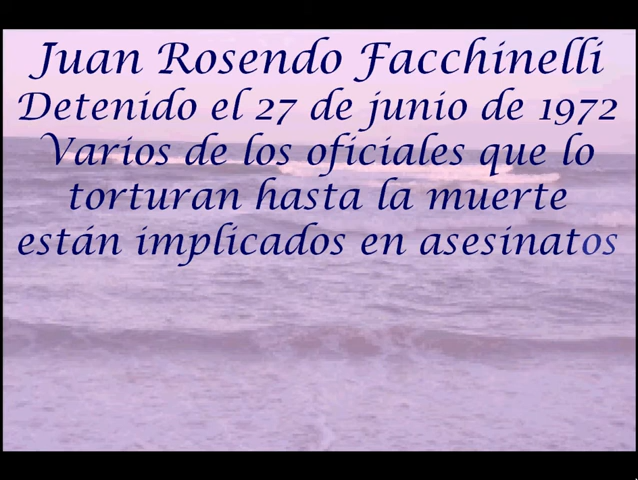 Juan Rosendo Facchinelli
Detenido el 27 de junio de 1972
Varios de los oficiales que lo
torturan hasta la muerte
están implicados en asesinatos